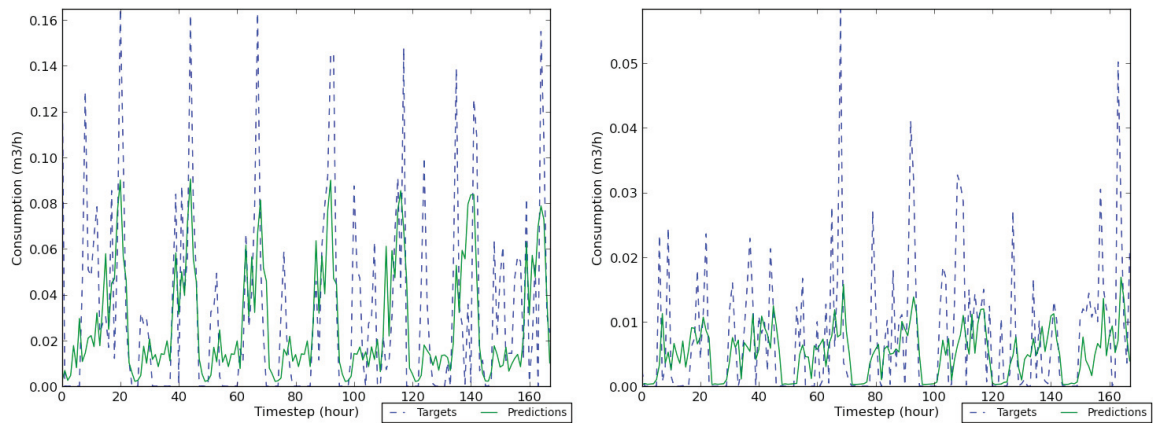 0.16
0.14
0.12
0.10
0.08
0.06
0.04
0.02
0.00
Consumption (m3/h)
0 20 40 60 80 100 120 140 160
Timestep (hour)
Targets Predictions
0.05
0.04
0.03
0.02
0.01
0.00
Consumption (m3/h)
0 20 40 60 80 100 120 140 160
Timestep (hour)
Targets Predictions